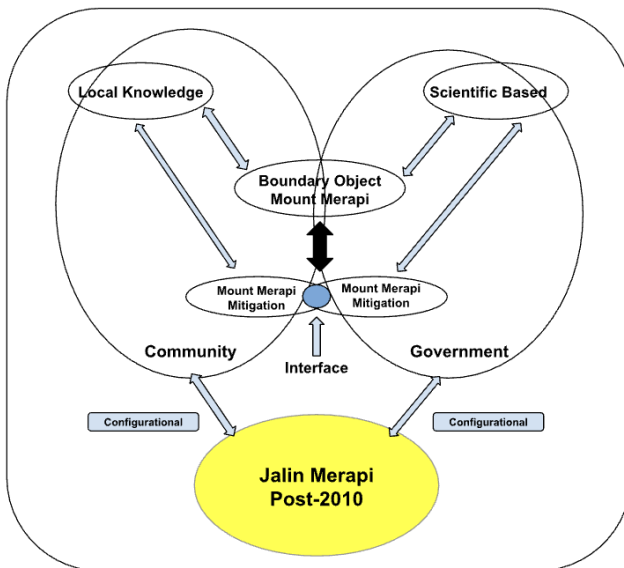 Local Knowledge
Scientific Based
Boundary Object
Mount Merapi
Mount Merapi
Mitigation
Mount Merapi
Mitigation
Community
Government
Interface
Configurational
Configurational
Jalin Merapi
Post-2010